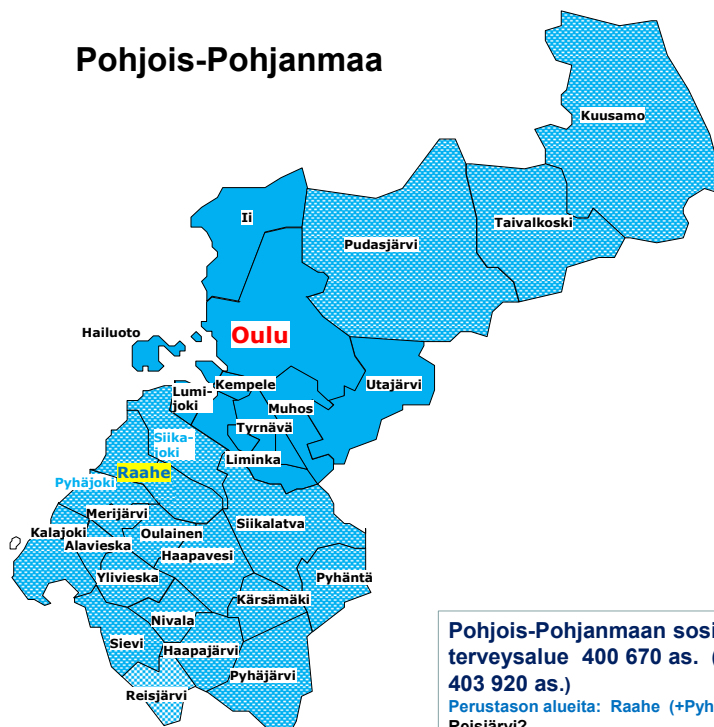 Pohjois-Pohjanmaa
Kuusamo
Ii
Taivalkoski
Pudasjärvi
Hailuoto
Oulu
Kempele
Utajärvi
Lumi-
joki
Muhos
Tyrnävä
Siika-
joki
Liminka
Raahe
Pyhäjoki
Merijärvi
Siikalatva
Kalajoki
Oulainen
Alavieska
Haapavesi
Ylivieska
Pyhäntä
Kärsämäki
Nivala
Sievi
Haapajärvi
Pyhäjärvi
Reisjärvi
Pohjois-Pohjanmaan sosi
terveysalue 400 670 as. (
403 920 as.)
Perustason alueita: Raahe (+Pyh
Reisjärvi?